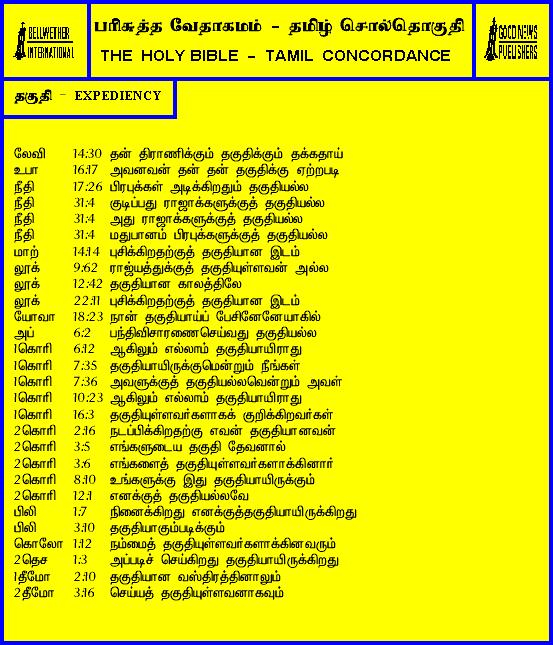 BELLWETHER
INTERNATIONAL
பரிசுத்த வேதாகமம் - தமிழ் சொல்தொகுதி
THE HOLY BIBLE - TAMIL CONCORDANCE
GOOD NEWS
PUBLISHERS
தகுதி - EXPEDIENCY
லேவி 14:30 தன் திராணிக்கும் தகுதிக்கும் தக்கதாய்
உபா 16:17 அவனவன் தன் தன் தகுதிக்கு ஏற்றபடி
நீதி 17:26 பிரபுக்கள் அடிக்கிறதும் தகுதியல்ல
நீதி 31:4 குடிப்பது ராஜாக்களுக்குத் தகுதியல்ல
நீதி 31:4 அது ராஜாக்களுக்குத் தகுதியல்ல
நீதி 31:4 மதுபானம் பிரபுக்களுக்குத் தகுதியல்ல
மாற் 14:14 புசிக்கிறதற்குத் தகுதியான இடம்
லூக் 9:62 ராஜ்யத்துக்குத் தகுதியுள்ளவன் அல்ல
லூக் 12:42 தகுதியான காலத்திலே
லூக் 22:11 புசிக்கிறதற்குத் தகுதியான இடம்
யோவா 18:23 நான் தகுதியாய்ப் பேசினேனேயாகில்
அப் 6:2 பந்திவிசாரணைசெய்வது தகுதியல்ல
1கொரி 6:12 ஆகிலும் எல்லாம் தகுதியாயிராது
1கொரி 7:35 தகுதியாயிருக்குமென்றும் நீங்கள்
1கொரி 7:36 அவளுக்குத் தகுதியல்லவென்றும் அவள்
1கொரி 10:23 ஆகிலும் எல்லாம் தகுதியாயிராது
1கொரி 16:3 தகுதியுள்ளவர்களாகக் குறிக்கிறவர்கள்
2கொரி 2:16 நடப்பிக்கிறதற்கு எவன் தகுதியானவன்
2கொரி 3:5 எங்களுடைய தகுதி தேவனால்
2கொரி 3:6 எங்களைத் தகுதியுள்ளவர்களாக்கினார்
2கொரி 8:10 உங்களுக்கு இது தகுதியாயிருக்கும்
2கொரி 12:1 எனக்குத் தகுதியல்லவே
பிலி 1:7 நினைக்கிறது எனக்குத்தகுதியாயிருக்கிறது
பிலி 3:10 தகுதியாகும்படிக்கும்
கொலோ 1:12 நம்மைத் தகுதியுள்ளவர்களாக்கினவரும்
2தெச 1:3 அப்படிச் செய்கிறது தகுதியாயிருக்கிறது
1தீமோ 2:10 தகுதியான வஸ்திரத்தினாலும்
2தீமோ 3:16 செய்யத் தகுதியுள்ளவனாகவும்